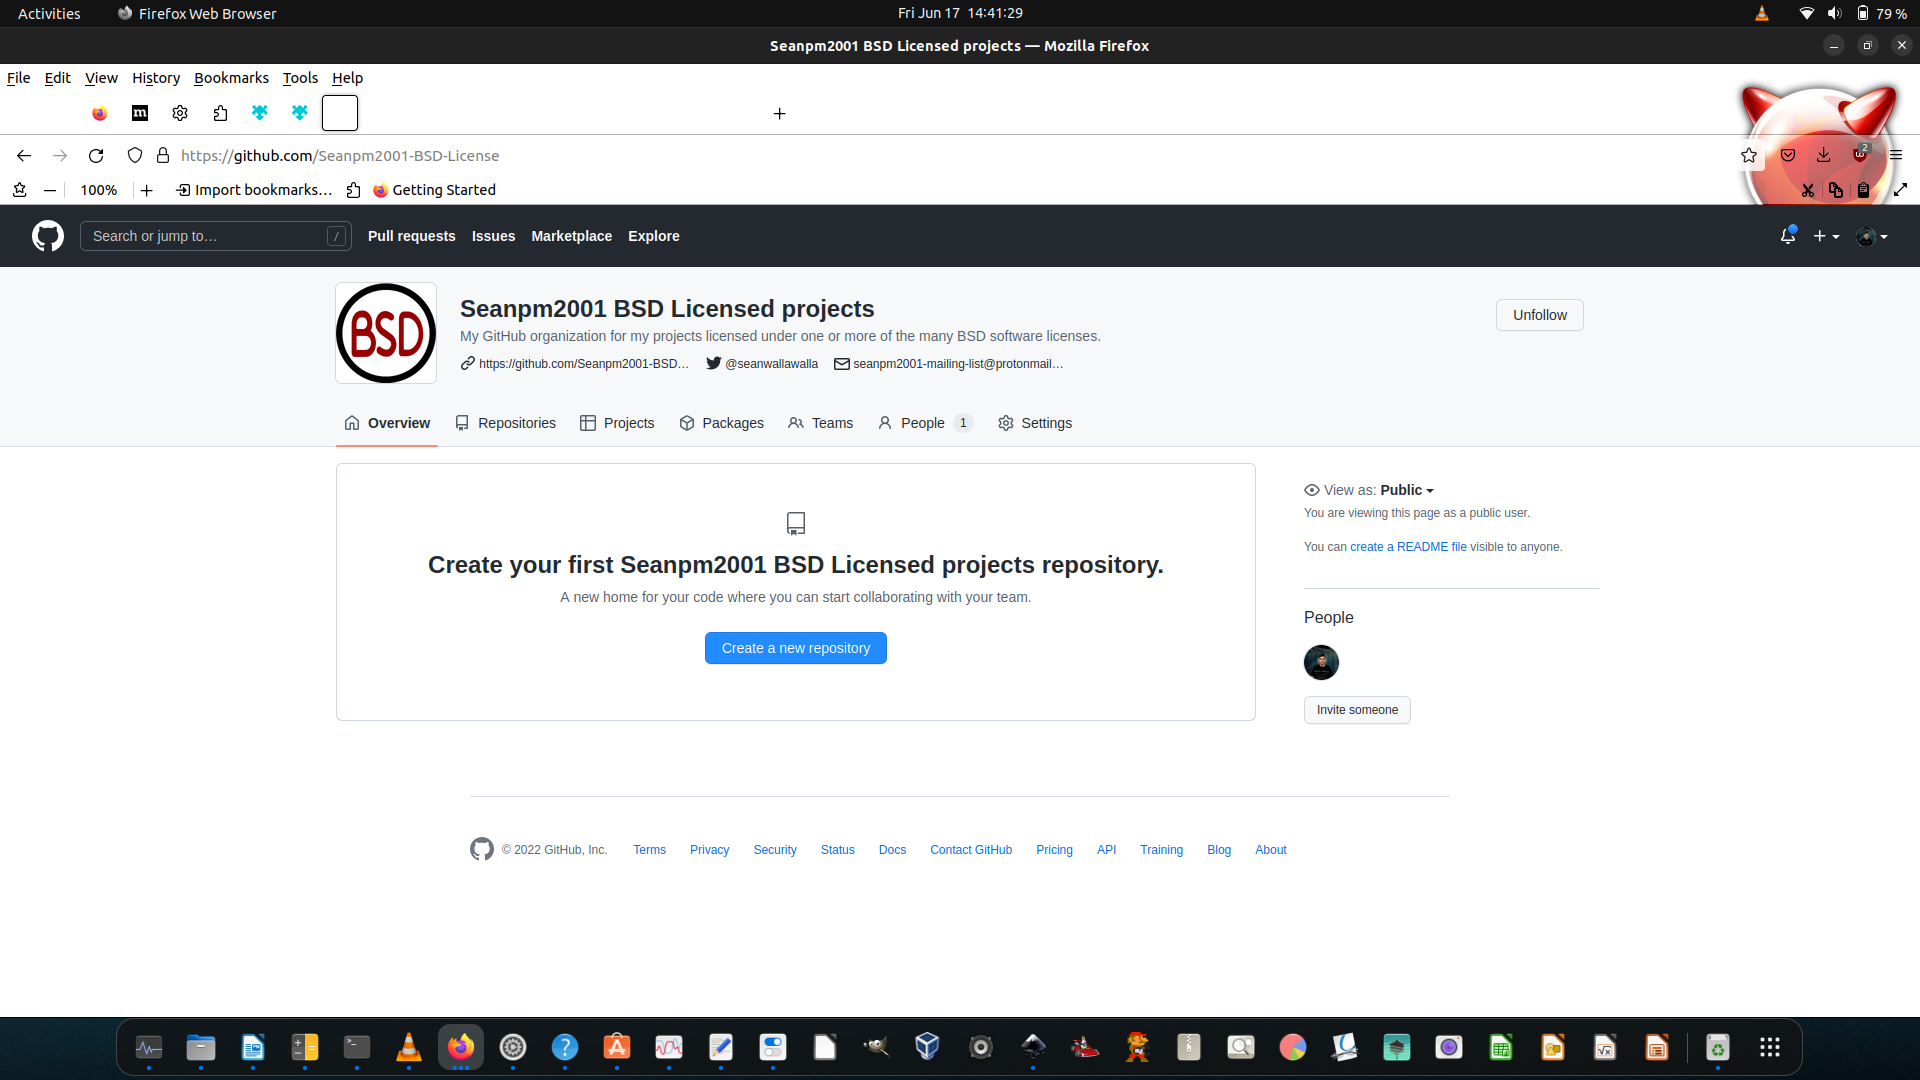 Activities Firefox Web Browser Fri Jun 17 14:41:29 79 %
Seanpm2001 BSD Licensed projects — Mozilla Firefox
File Edit View History Bookmarks Tools Help
m
https://github.com/Seanpm2001-BSD-License 2
100% Import bookmarks… Getting Started
Search or jump to… / Pull requests Issues Marketplace Explore
BSD
Seanpm2001 BSD Licensed projects
Unfollow
My GitHub organization for my projects licensed under one or more of the many BSD software licenses.
https://github.com/Seanpm2001-BSD… @seanwallawalla seanpm2001-mailing-list@protonmail…
Overview Repositories Projects Packages Teams People 1 Settings
View as: Public
You are viewing this page as a public user.
You can create a README file visible to anyone.
Create your first Seanpm2001 BSD Licensed projects repository.
A new home for your code where you can start collaborating with your team.
Create a new repository
People
Invite someone
© 2022 GitHub, Inc. Terms Privacy Security Status Docs Contact GitHub Pricing API Training Blog About